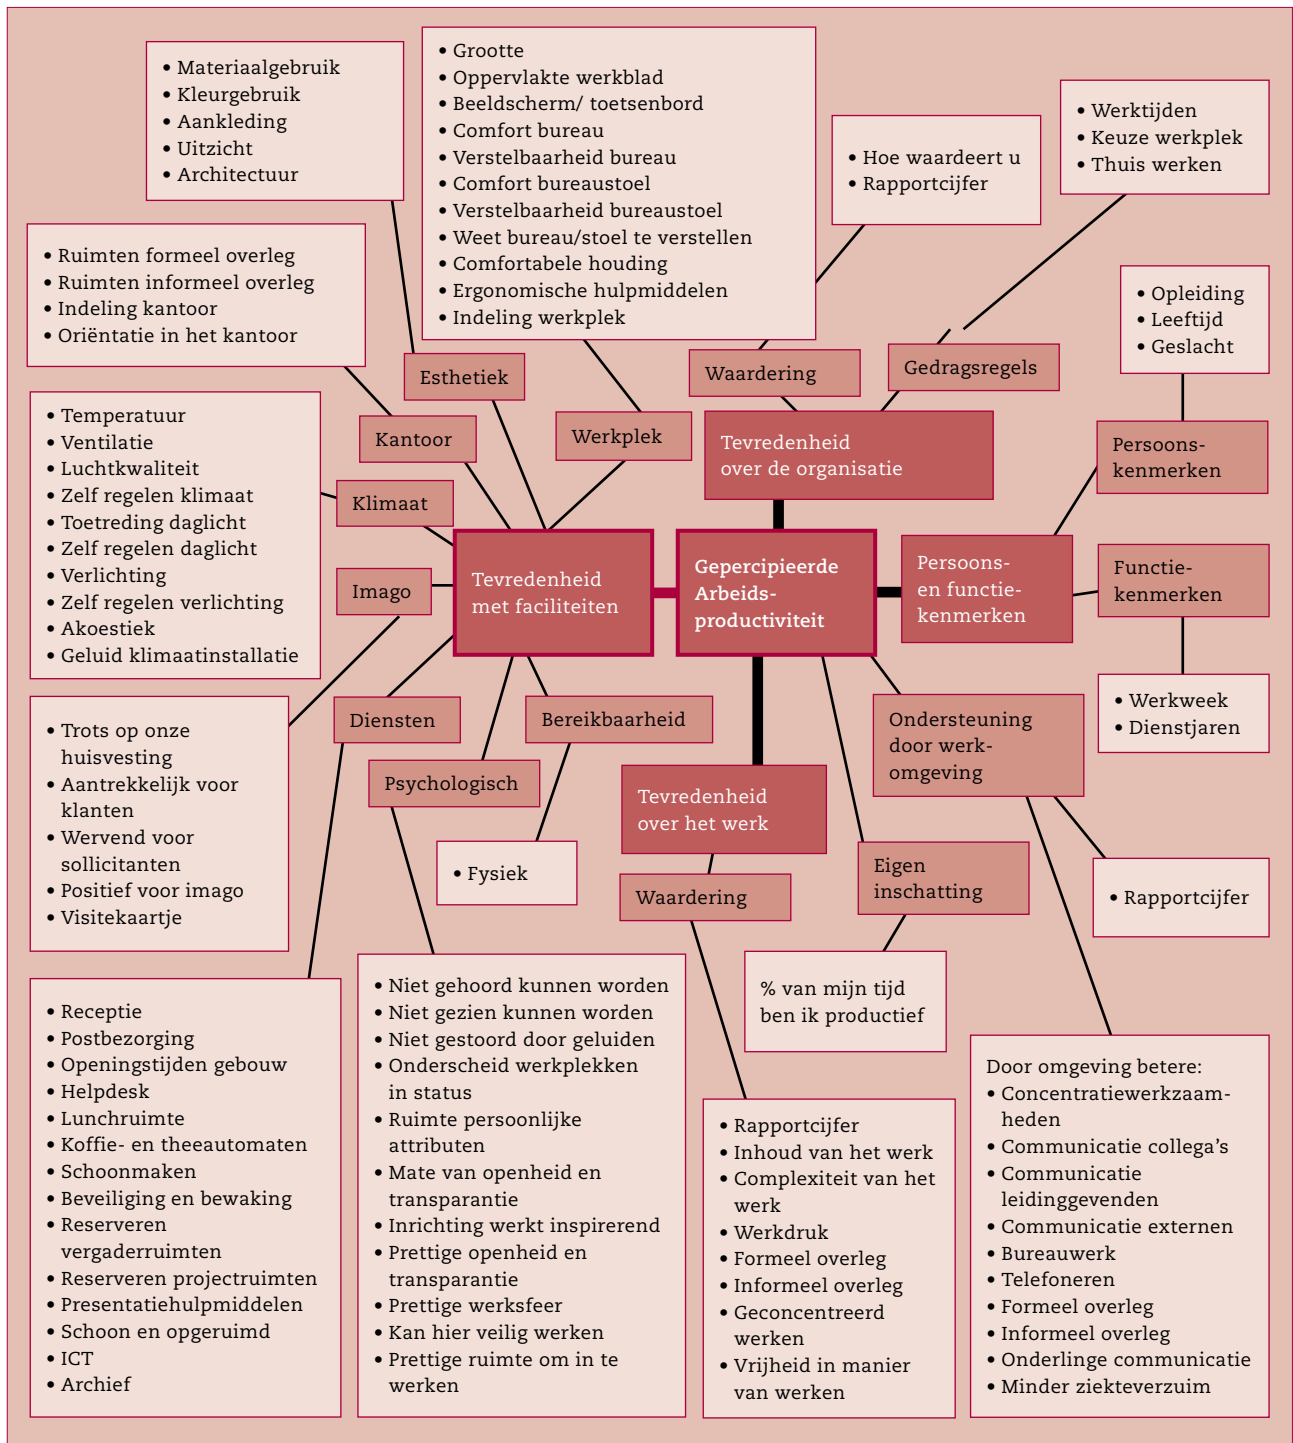 • Materiaalgebruik
• Kleurgebruik
• Aankleding
• Uitzicht
• Architectuur
• Grootte
• Oppervlakte werkblad
• Beeldscherm/ toetsenbord
• Comfort bureau
• Verstelbaarheid bureau
• Comfort bureaustoel
• Verstelbaarheid bureaustoel
• Weet bureau/stoel te verstellen
• Comfortabele houding
• Ergonomische hulpmiddelen
• Indeling werkplek
• Hoe waardeert u
• Rapportcijfer
• Werktijden
• Keuze werkplek
• Thuis werken
• Ruimten formeel overleg
• Ruimten informeel overleg
• Indeling kantoor
• Oriëntatie in het kantoor
• Opleiding
• Leeftijd
• Geslacht
Esthetiek
Waardering
Gedragsregels
Kantoor
Werkplek
Tevredenheid
over de organisatie
Persoons-
kenmerken
• Temperatuur
• Ventilatie
• Luchtkwaliteit
• Zelf regelen klimaat
• Toetreding daglicht
• Zelf regelen daglicht
• Verlichting
• Zelf regelen verlichting
• Akoestiek
• Geluid klimaatinstallatie
Klimaat
Imago
Tevredenheid
met faciliteiten
Gepercipieerde
Arbeids-
productiviteit
Persoons-
en functie-
kenmerken
Functie-
kenmerken
• Werkweek
• Dienstjaren
• Trots op onze
huisvesting
• Aantrekkelijk voor
klanten
• Wervend voor
sollicitanten
• Positief voor imago
• Visitekaartje
Diensten
Bereikbaarheid
Psychologisch
• Fysiek
Tevredenheid
over het werk
Waardering
Ondersteuning
door werk-
omgeving
Eigen
inschatting
• Rapportcijfer
% van mijn tijd
ben ik productief
• Receptie
• Postbezorging
• Openingstijden gebouw
• Helpdesk
• Lunchruimte
• Koffie- en theeautomaten
• Schoonmaken
• Beveiliging en bewaking
• Reserveren
vergaderruimten
• Reserveren projectruimten
• Presentatiehulpmiddelen
• Schoon en opgeruimd
• ICT
• Archief
• Niet gehoord kunnen worden
• Niet gezien kunnen worden
• Niet gestoord door geluiden
• Onderscheid werkplekken
in status
• Ruimte persoonlijke
attributen
• Mate van openheid en
transparantie
• Inrichting werkt inspirerend
• Prettige openheid en
transparantie
• Prettige werksfeer
• Kan hier veilig werken
• Prettige ruimte om in te
werken
• Rapportcijfer
• Inhoud van het werk
• Complexiteit van het
werk
• Werkdruk
• Formeel overleg
• Informeel overleg
• Geconcentreerd
werken
• Vrijheid in manier
van werken
Door omgeving betere:
• Concentratiewerkzaam-
heden
• Communicatie collega's
• Communicatie
leidinggevenden
• Communicatie externen
• Bureauwerk
• Telefoneren
• Formeel overleg
• Informeel overleg
• Onderlinge communicatie
• Minder ziekteverzuim